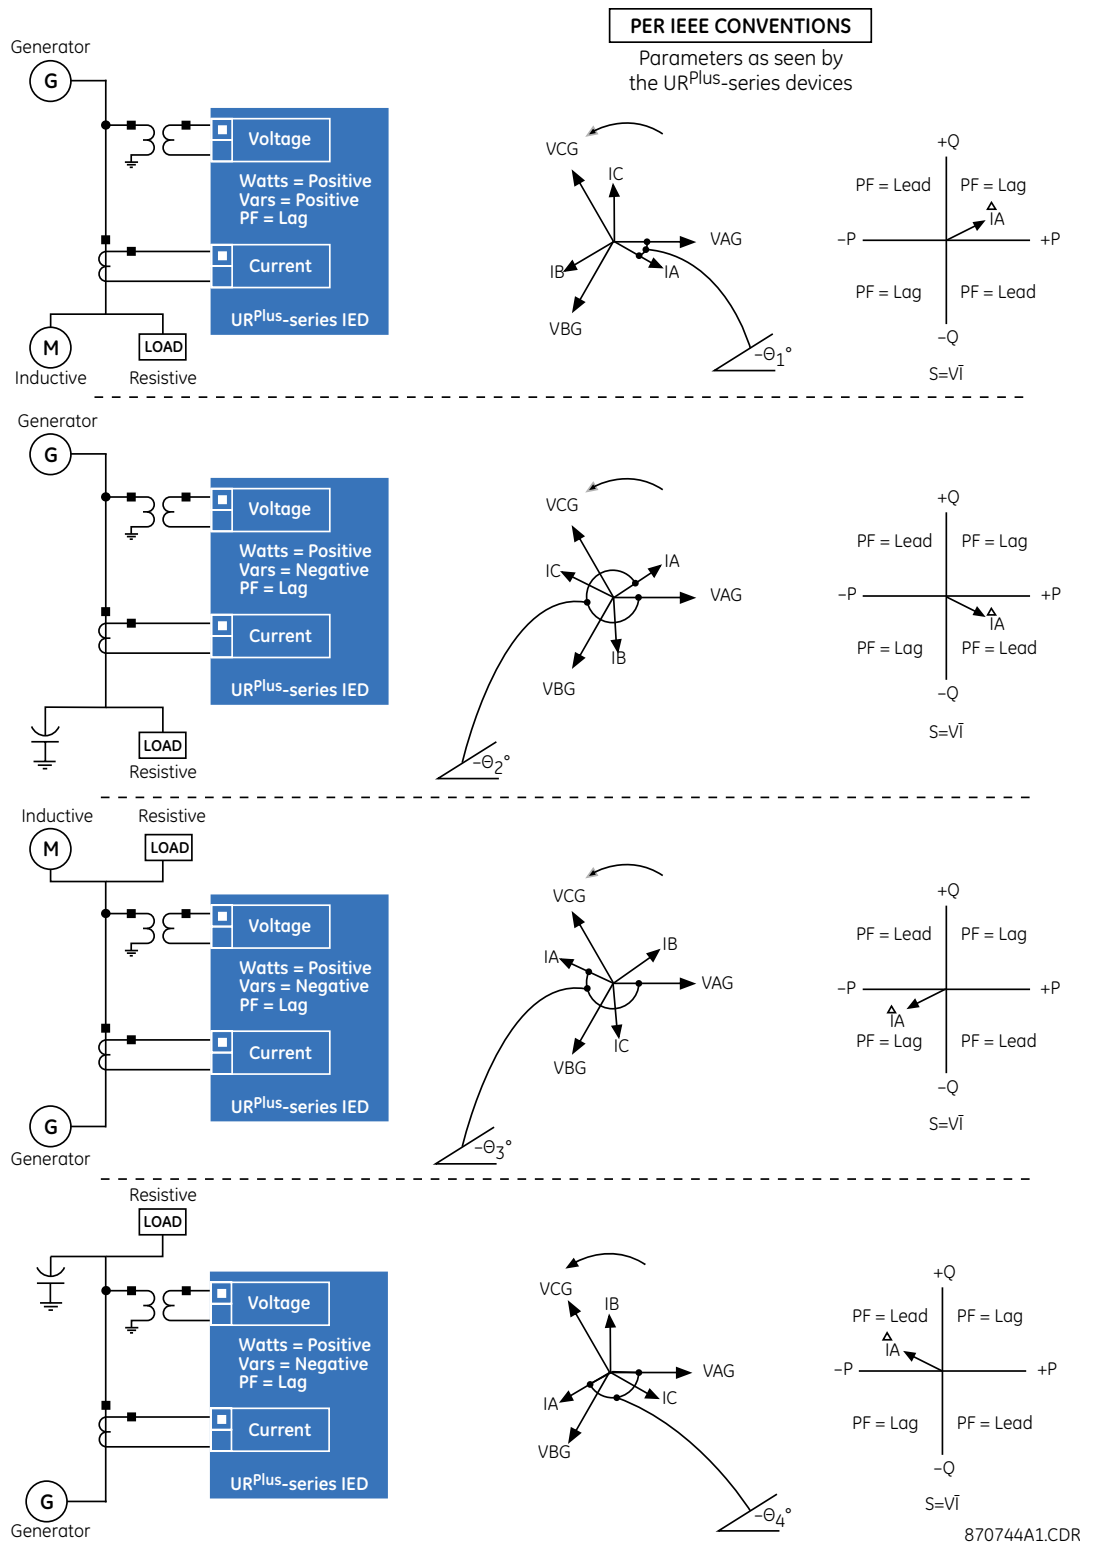 PER IEEE CONVENTIONS
Parameters as seen by
the URPlus-series devices
Generator
G
Voltage
Watts = Positive
Vars = Positive
PF = Lag
Current
URPlus-series IED
M
LOAD
Inductive
Resistive
VCG
IC
VAG
IB
IA
VBG
–Θ1°
+Q
PF = Lead
PF = Lag
IA
–P
+P
PF = Lag
PF = Lead
–Q
S=VĪ
Generator
G
Voltage
Watts = Positive
Vars = Negative
PF = Lag
Current
URPlus-series IED
LOAD
Resistive
VCG
IC
IA
VAG
IB
VBG
–Θ2°
+Q
PF = Lead
PF = Lag
–P
+P
IA
PF = Lag
PF = Lead
–Q
S=VĪ
Inductive
Resistive
M
LOAD
Voltage
Watts = Positive
Vars = Negative
PF = Lag
Current
URPlus-series IED
G
Generator
VCG
IA
IB
VAG
IC
VBG
–Θ3°
+Q
PF = Lead
PF = Lag
–P
+P
IA
PF = Lag
PF = Lead
–Q
S=VĪ
Resistive
LOAD
Voltage
Watts = Positive
Vars = Negative
PF = Lag
Current
URPlus-series IED
G
Generator
VCG
IB
VAG
IA
IC
VBG
–Θ4°
+Q
PF = Lead
PF = Lag
IA
–P
+P
PF = Lag
PF = Lead
–Q
S=VĪ
870744A1.CDR